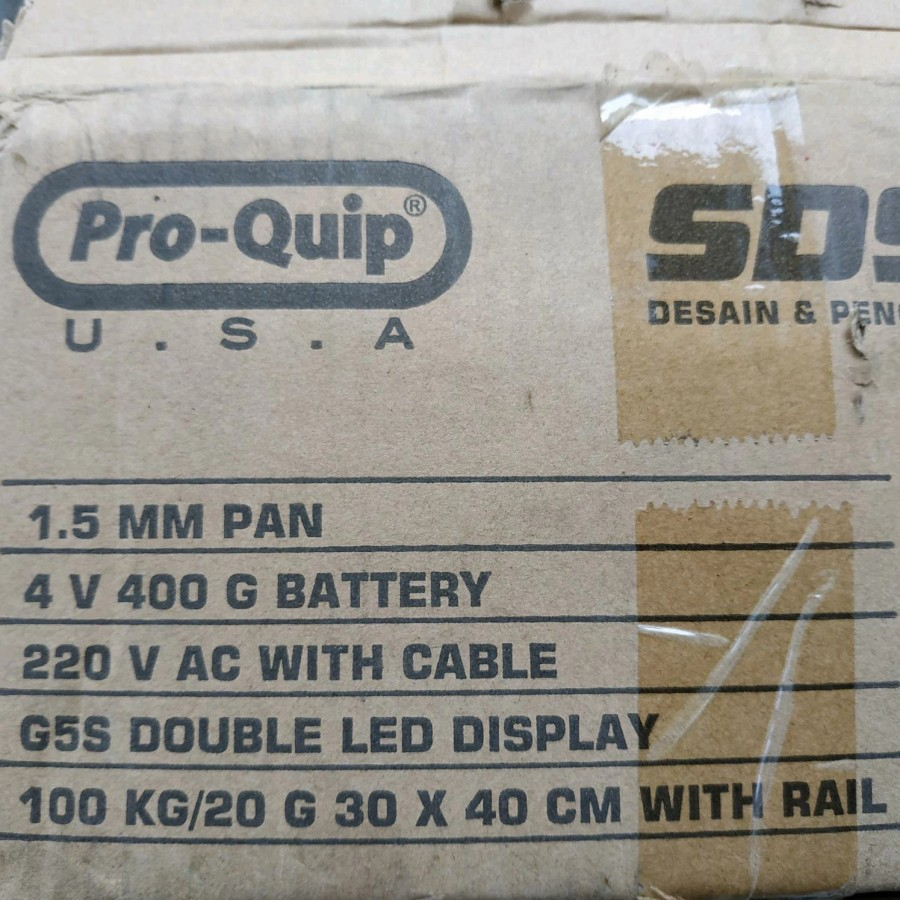 Pro-Quip®
U.S.A
SDS
DESAIN &
1.5 MM PAN
4 V 400 G BATTERY
220 V AC WITH CABLE
G5S DOUBLE LED DISPLAY
100 KG/20 G 30 X 40 CM WITH RAIL